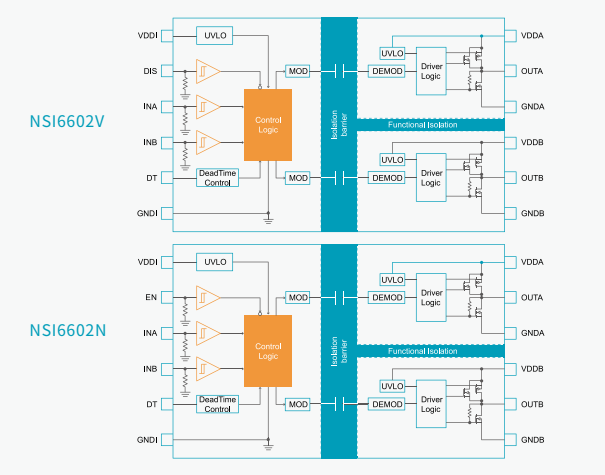 NSI6602V
VDDI
DIS
INA
INB
DT
GNDI
UVLO
DeadTime
Control
Control
Logic
MOD
MOD
Isolation
barrier
UVLO
DEMOD
Driver
Logic
Functional Isolation
UVLO
DEMOD
Driver
Logic
VDDA
OUTA
GNDA
VDDB
OUTB
GNDB
NSI6602N
VDDI
EN
INA
INB
DT
GNDI
UVLO
DeadTime
Control
Control
Logic
MOD
MOD
Isolation
barrier
UVLO
DEMOD
Driver
Logic
Functional Isolation
UVLO
DEMOD
Driver
Logic
VDDA
OUTA
GNDA
VDDB
OUTB
GNDB